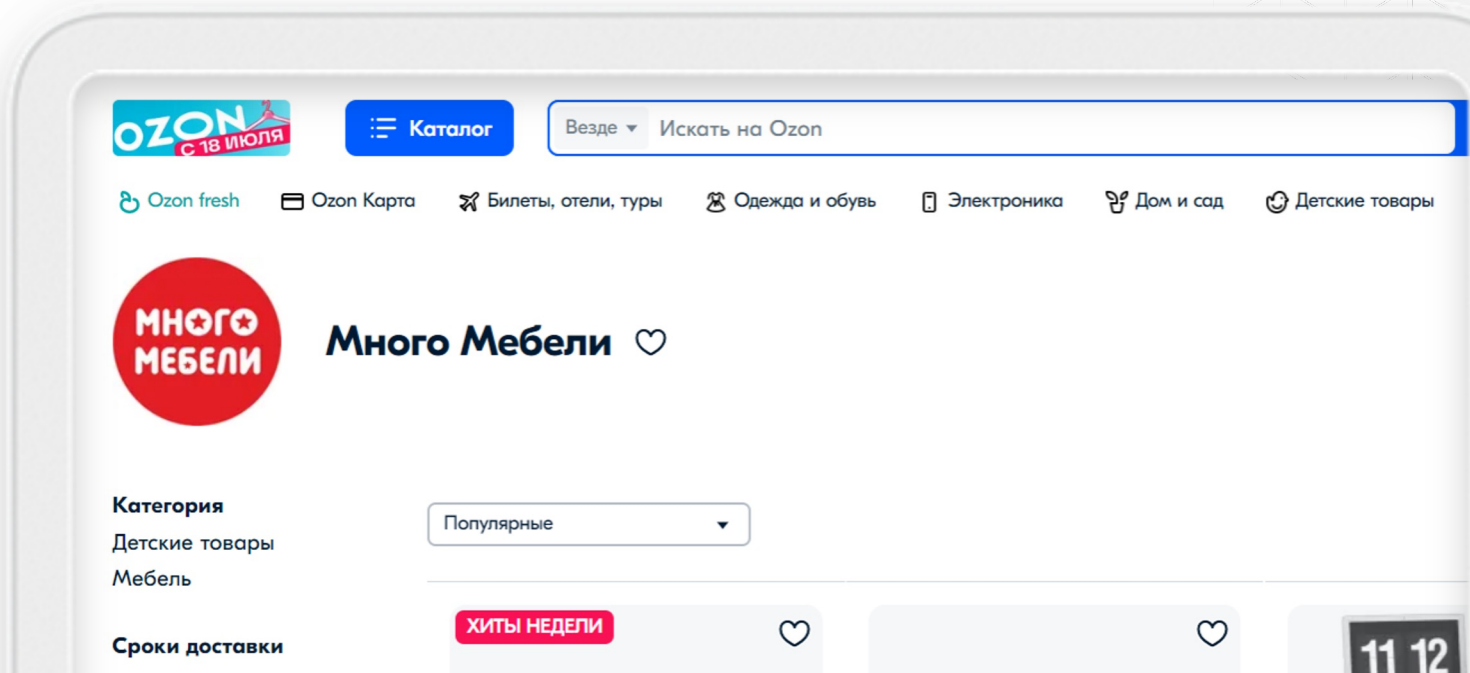 OZON
С 18 ИЮЛЯ
Каталог
Везде
Искать на Ozon
Ozon fresh
Ozon Карта
Билеты, отели, туры
Одежда и обувь
Электроника
Дом и сад
Детские товары
МНОГО
МЕБЕЛИ
Много Мебели
Категория
Детские товары
Мебель
Популярные
Сроки доставки
ХИТЫ НЕДЕЛИ
11 12